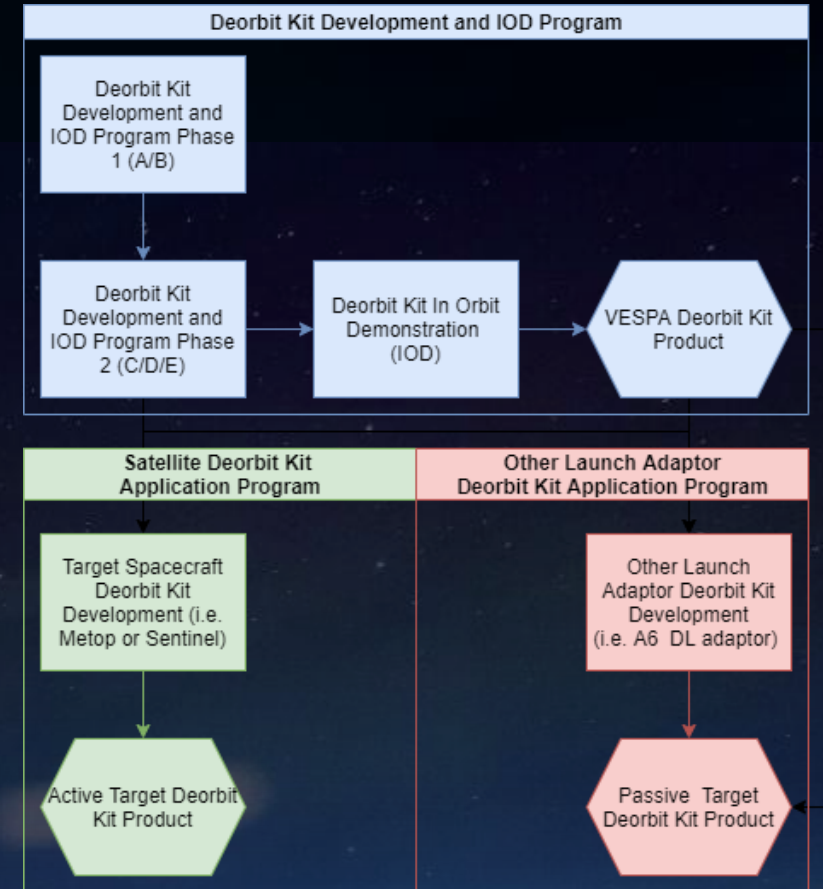 Deorbit Kit Development and IOD Program
Deorbit Kit
Development and
IOD Program Phase
1 (A/B)
Deorbit Kit
Development and
IOD Program Phase
2 (C/D/E)
Deorbit Kit In Orbit
Demonstration
(IOD)
VESPA Deorbit Kit
Product
Satellite Deorbit Kit
Application Program
Other Launch Adaptor
Deorbit Kit Application Program
Target Spacecraft
Deorbit Kit
Development (i.e.
Metop or Sentinel)
Other Launch
Adaptor Deorbit Kit
Development
(i.e. A6 DL adaptor)
Active Target Deorbit
Kit Product
Passive Target
Deorbit Kit Product